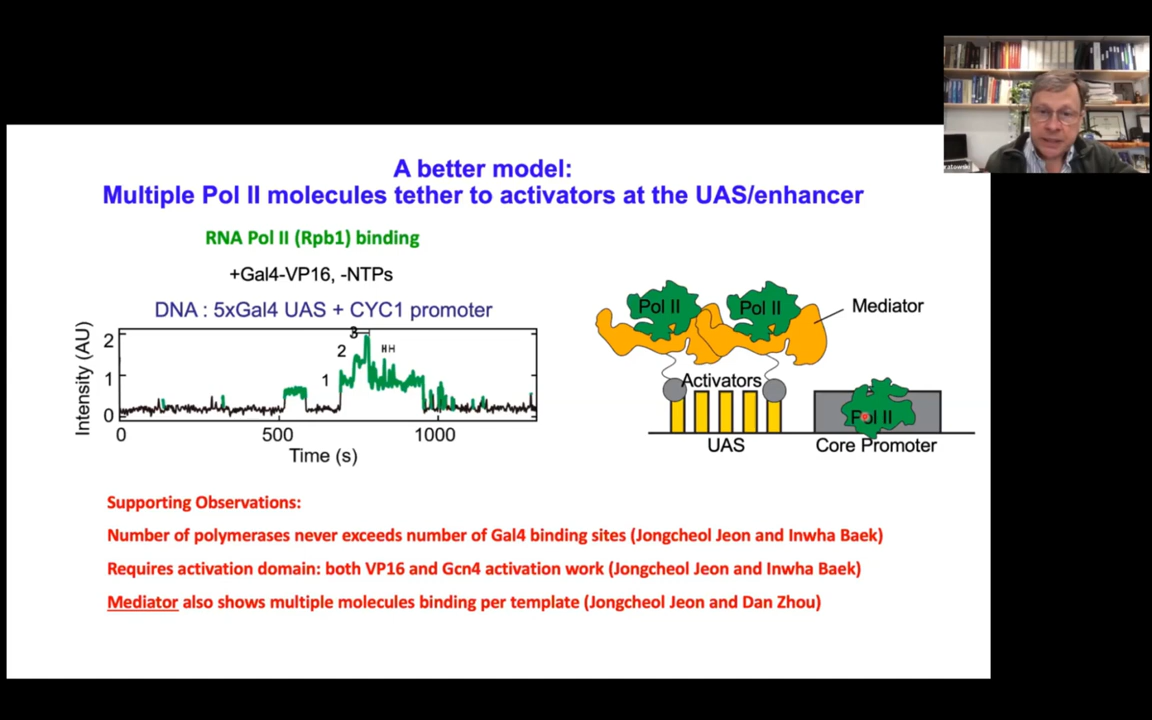 A better model:
Multiple Pol II molecules tether to activators at the UAS/enhancer
RNA Pol II (Rpb1) binding
+Gal4-VP16, -NTPs
DNA : 5xGal4 UAS + CYC1 promoter
Intensity (AU)
2
1
0
1
2
3
0
500
1000
Time (s)
Pol II
Pol II
Mediator
Activators
Pol II
UAS
Core Promoter
Supporting Observations:
Number of polymerases never exceeds number of Gal4 binding sites (Jongcheol Jeon and Inwha Baek)
Requires activation domain: both VP16 and Gcn4 activation work (Jongcheol Jeon and Inwha Baek)
Mediator also shows multiple molecules binding per template (Jongcheol Jeon and Dan Zhou)